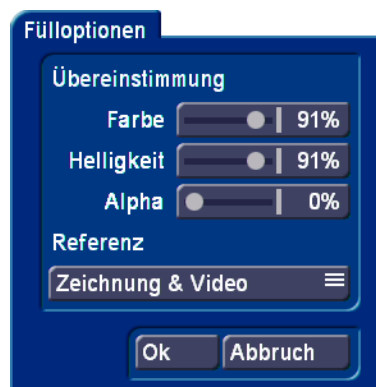 Fülloptionen
Übereinstimmung
Farbe 91%
Helligkeit 91%
Alpha 0%
Referenz
Zeichnung & Video
Ok Abbruch